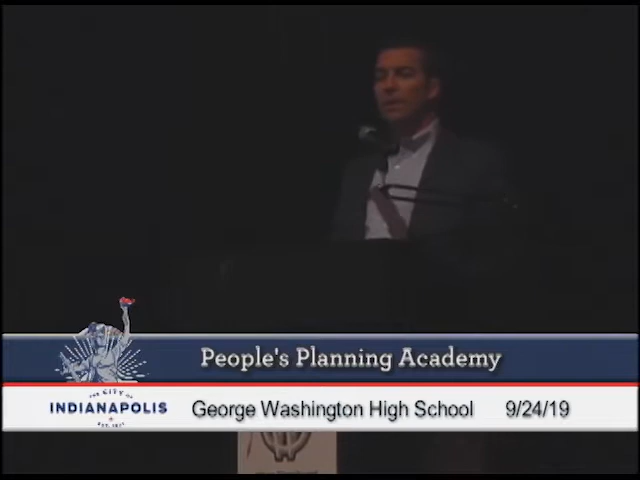 People's Planning Academy
THE CITY OF
INDIANAPOLIS
EST. 1821
George Washington High School 9/24/19